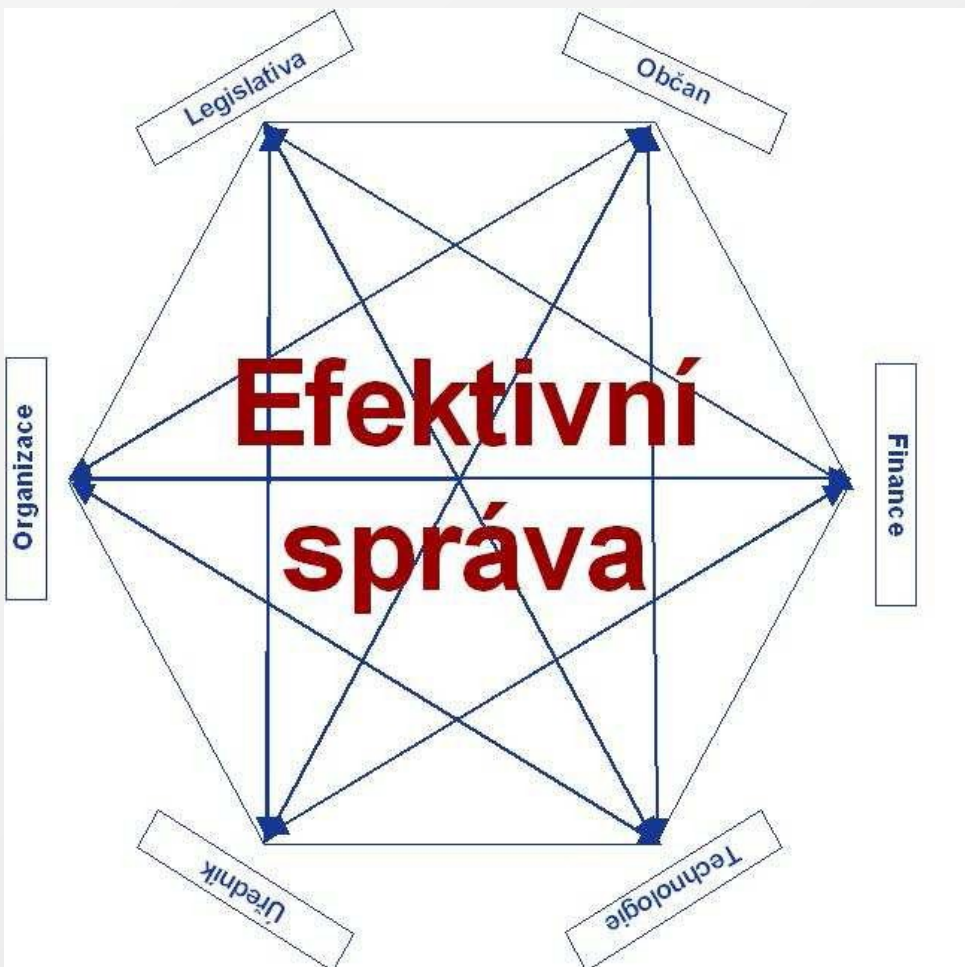 Legislativa
Občan
Organizace
Efektivní
správa
Finance
Úředník
Technologie